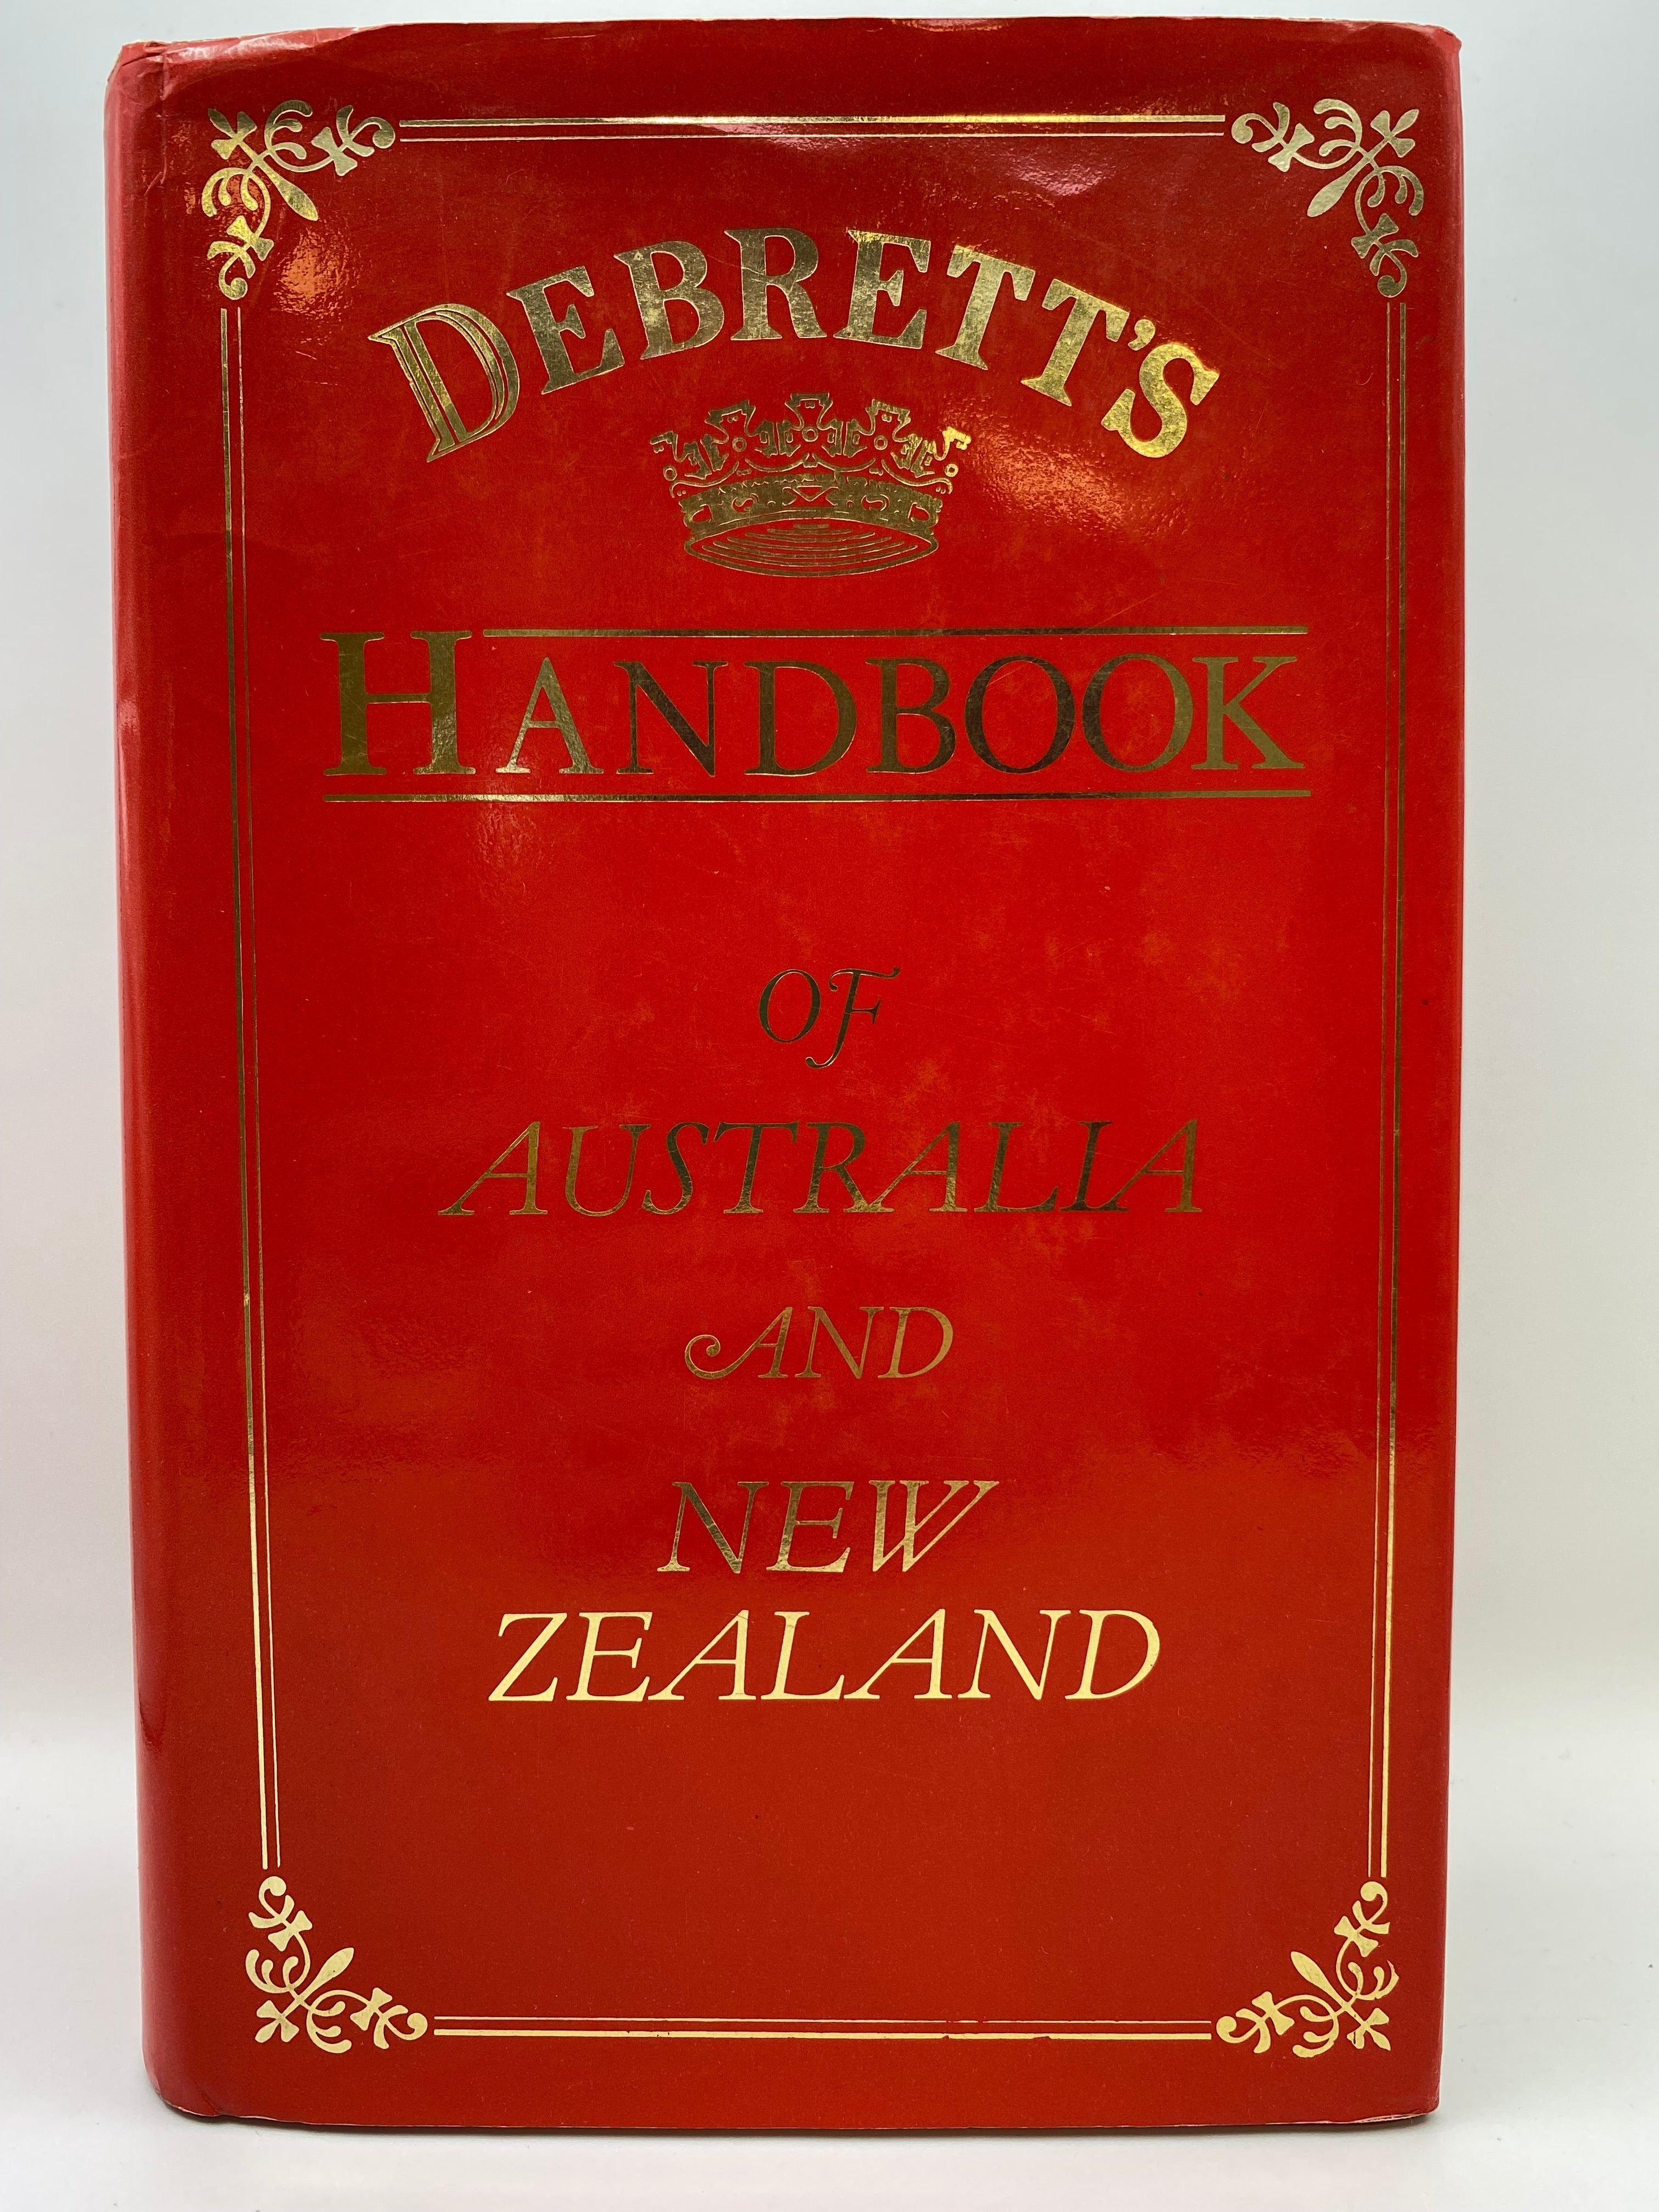 DEBRETT'S
HANDBOOK
OF
AUSTRALIA
AND
NEW
ZEALAND